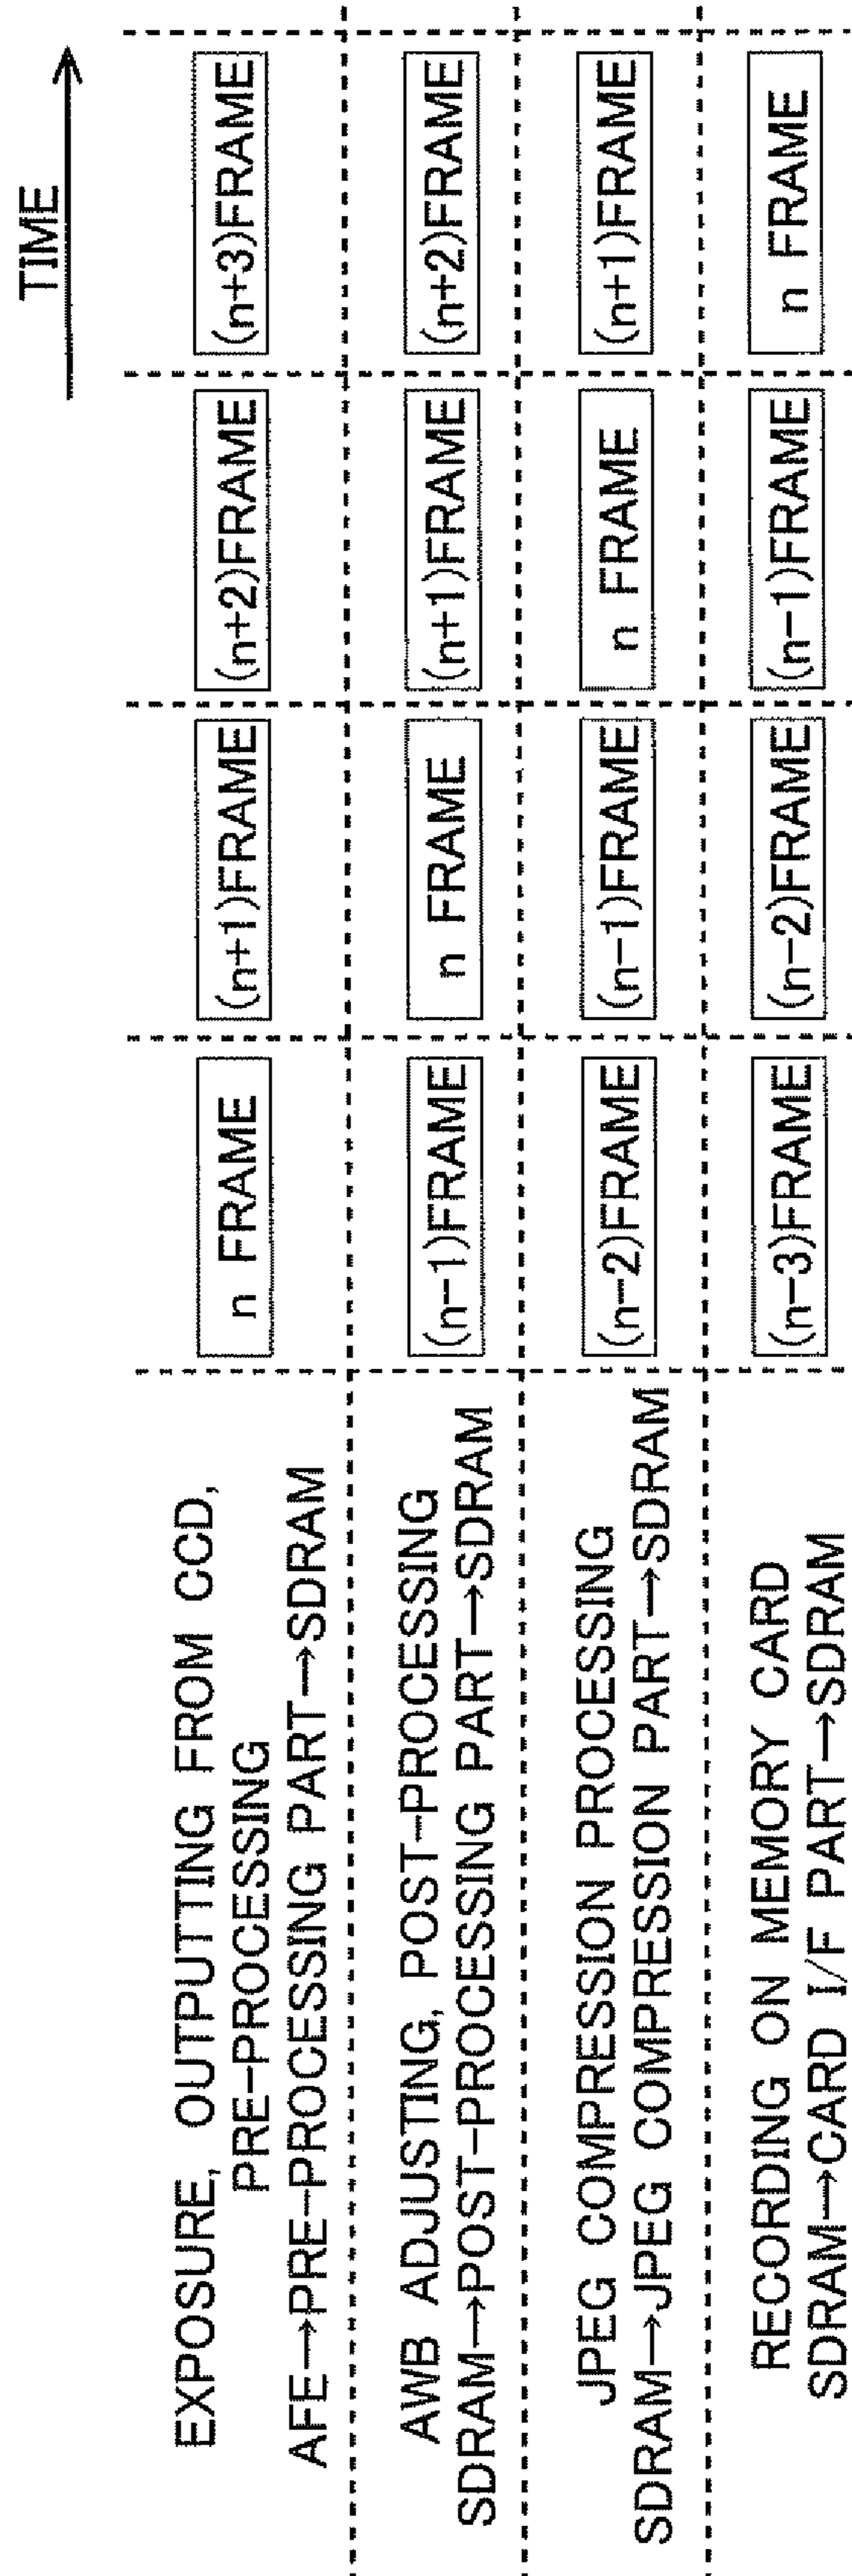 TIME
EXPOSURE, OUTPUTTING FROM CCD,
PRE-PROCESSING
AFE→PRE-PROCESSING PART→SDRAM
n FRAME
(n+1)FRAME
(n+2)FRAME
(n+3)FRAME
AWB ADJUSTING, POST-PROCESSING
SDRAM→POST-PROCESSING PART→SDRAM
(n-1)FRAME
n FRAME
(n+1)FRAME
(n+2)FRAME
JPEG COMPRESSION PROCESSING
SDRAM→JPEG COMPRESSION PART→SDRAM
(n-2)FRAME
(n-1)FRAME
n FRAME
(n+1)FRAME
RECORDING ON MEMORY CARD
SDRAM→CARD I/F PART→SDRAM
(n-3)FRAME
(n-2)FRAME
(n-1)FRAME
n FRAME